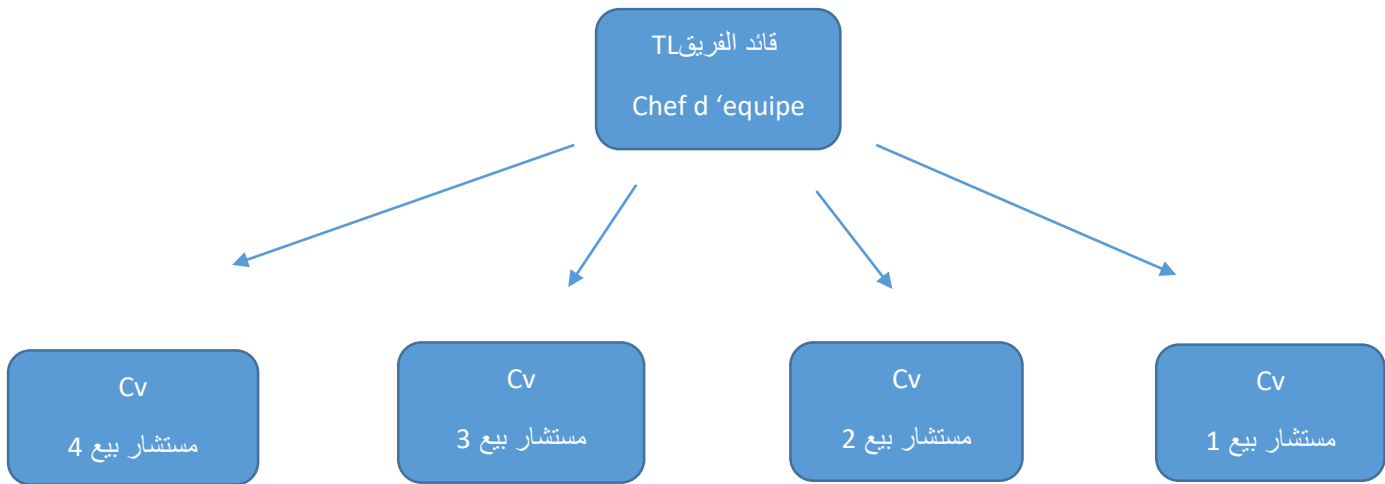 قائد الفريقTL
Chef d ‘equipe
Cv
مستشار بيع 1
Cv
مستشار بيع 2
Cv
مستشار بيع 3
Cv
مستشار بيع 4